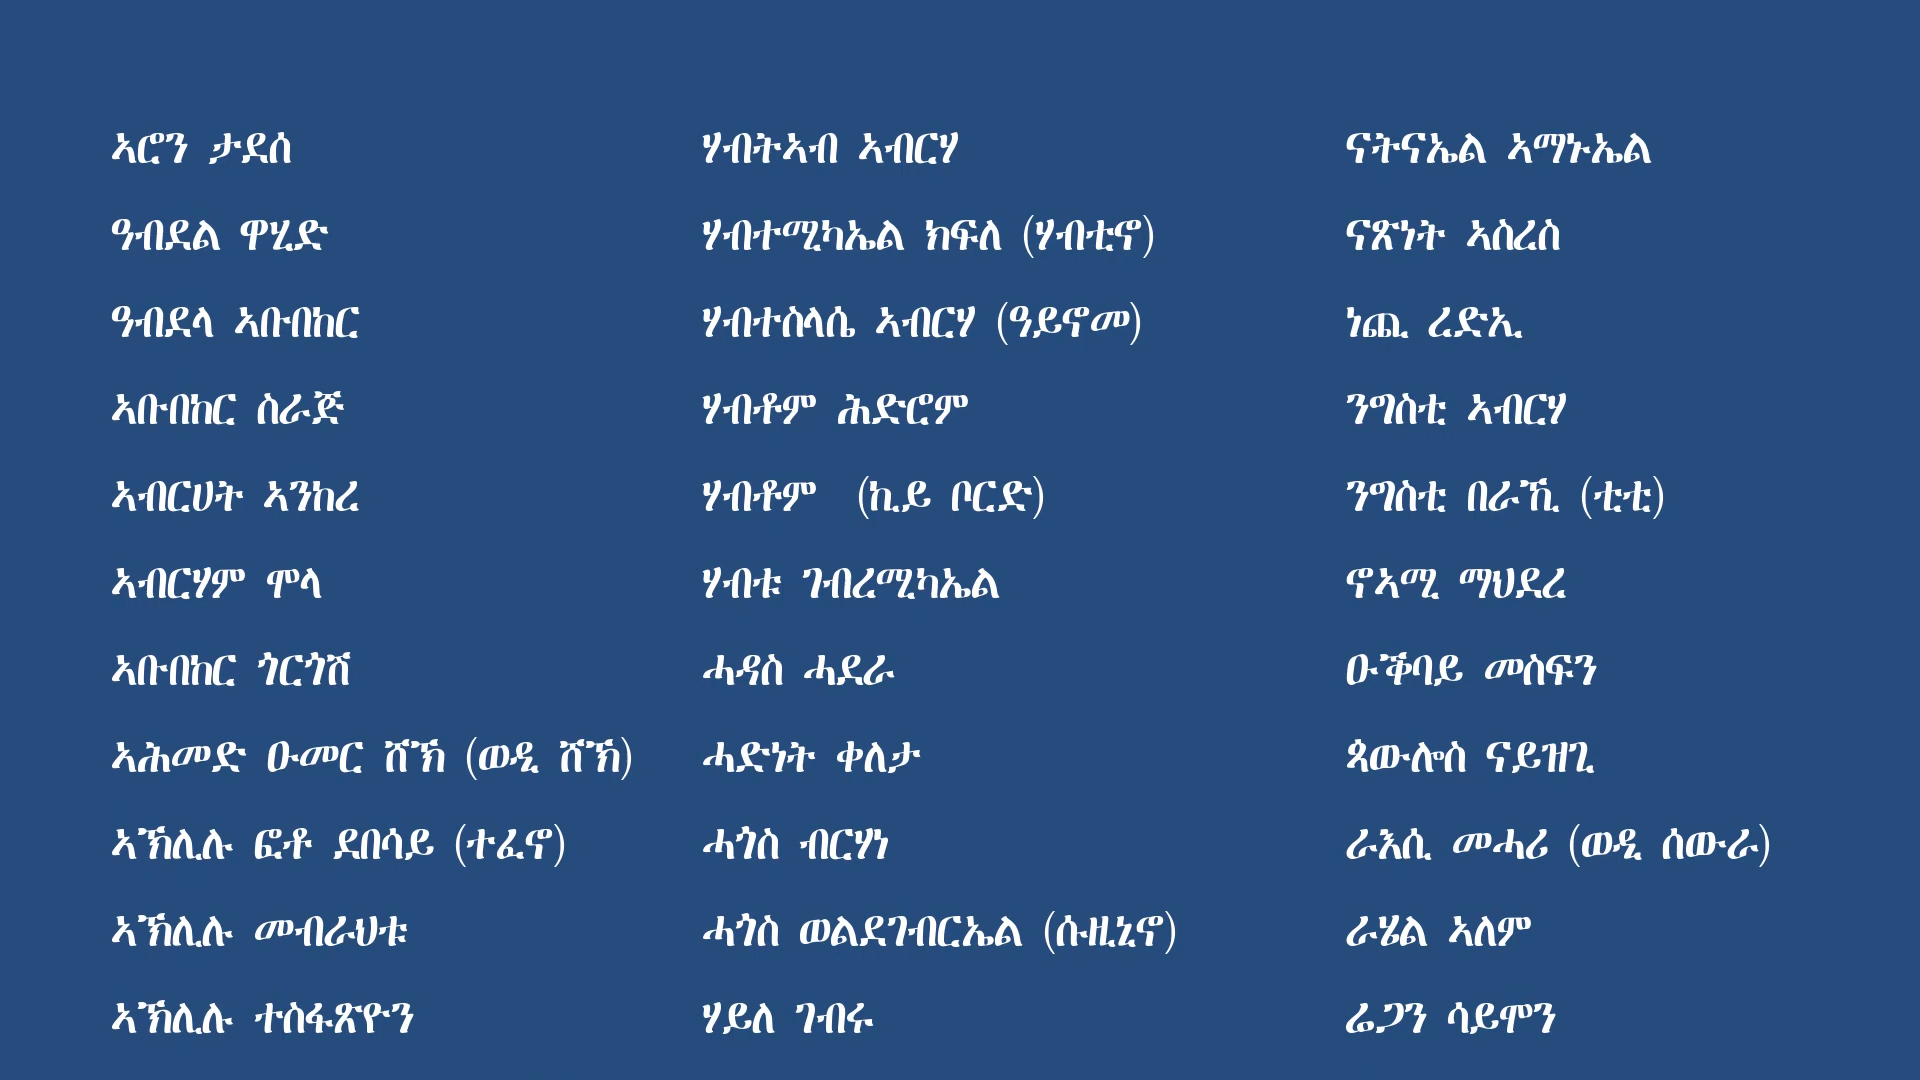 ኣሮን ታደሰ
ዓብደል ዋሂድ
ዓብደላ ኣቡበከር
ኣቡበከር ስራጅ
ኣብርሀት ኣንከረ
ኣብርሃም ሞላ
ኣቡበከር ጎርጎሽ
ኣሕመድ ዑመር ሸኽ (ወዲ ሸኽ)
ኣኽሊሉ ፎቶ ደበሳይ (ተፈኖ)
ኣኽሊሉ መብራህቱ
ኣኽሊሉ ተስፋጽዮን
ሃብትኣብ ኣብርሃ
ሃብተሚካኤል ክፍለ (ሃብቲኖ)
ሃብተስላሴ ኣብርሃ (ዓይኖመ)
ሃብቶም ሕድሮም
ሃብቶም (ኪይ ቦርድ)
ሃብቱ ገብረሚካኤል
ሓዳስ ሓደራ
ሓድነት ቀለታ
ሓጎስ ብርሃነ
ሓጎስ ወልደገብርኤል (ሱዚኒኖ)
ሃይለ ገብሩ
ናትናኤል ኣማኑኤል
ናጽነት ኣስረስ
ነጪ ረድኢ
ንግስቲ ኣብርሃ
ንግስቲ በራኺ (ቲቲ)
ኖኣሚ ማህደረ
ዑቕባይ መስፍን
ጳውሎስ ናይዝጊ
ራእሲ መሓሪ (ወዲ ሰውራ)
ራሄል ኣለም
ሬጋን ሳይሞን